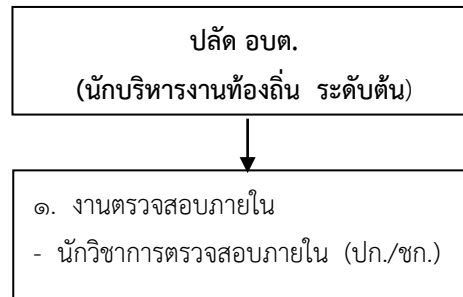 ปลัด อบต.
(นักบริหารงานท้องถิ่น ระดับต้น)
๑. งานตรวจสอบภายใน
- นักวิชาการตรวจสอบภายใน (ปก./ชก.)